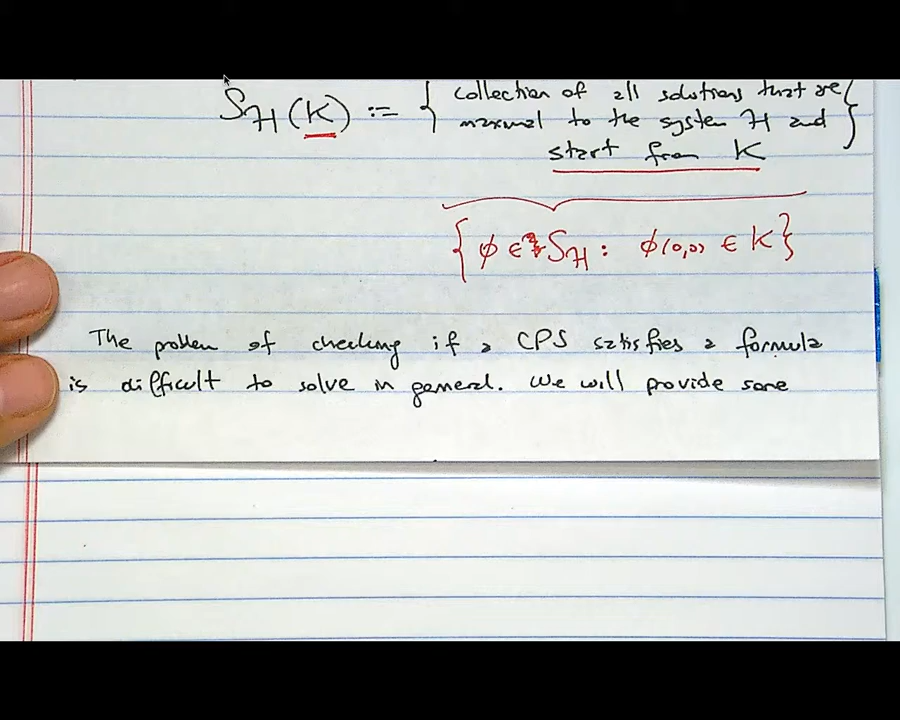 S_H(K) := { collection of all solutions that are
maximal to the system H and
start from K }
{ φ ∈ S_H : φ(0,0) ∈ K }
The problem of checking if a CPS satisfies a formula
is difficult to solve in general. We will provide some